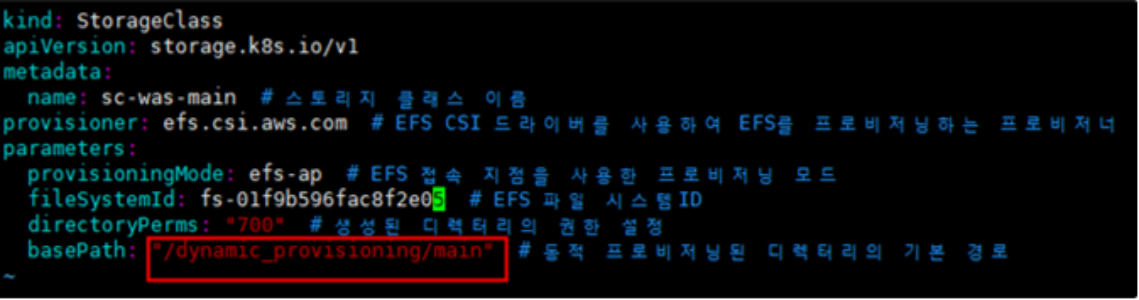 kind: StorageClass
apiVersion: storage.k8s.io/v1
metadata:
  name: sc-was-main  # 스토리지 클래스 이름
provisioner: efs.csi.aws.com  # EFS CSI 드라이버를 사용하여 EFS를 프로비저닝하는 프로비저너
parameters:
  provisioningMode: efs-ap  # EFS 접속 지점을 사용한 프로비저닝 모드
  fileSystemId: fs-01f9b596fac8f2e05  # EFS 파일 시스템ID
  directoryPerms: "700"  # 생성된 디렉터리의 권한 설정
  basePath: "/dynamic_provisioning/main"  # 동적 프로비저닝된 디렉터리의 기본 경로
~